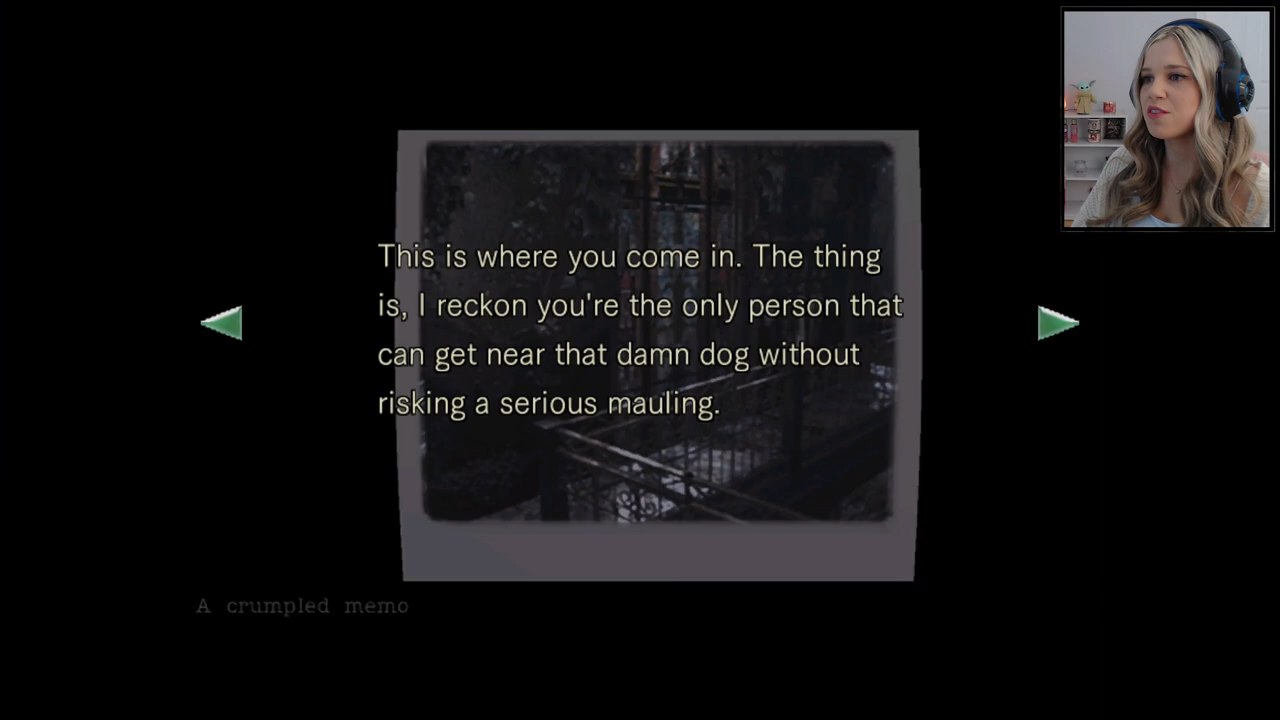 This is where you come in. The thing
is, I reckon you're the only person that
can get near that damn dog without
risking a serious mauling.
A crumpled memo